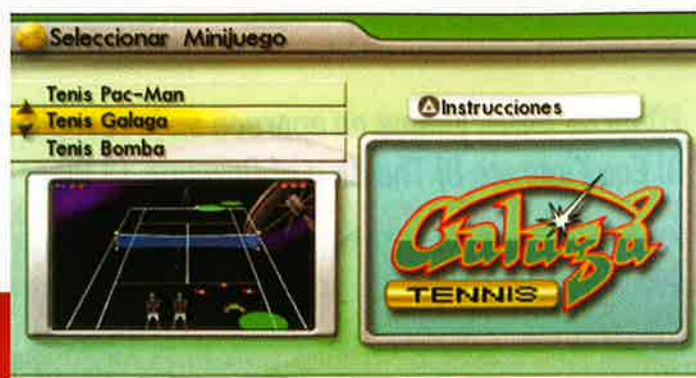 Seleccionar Minijuego
Tenis Pac-Man
Tenis Galaga
Tenis Bomba
Instrucciones
Galaga
TENNIS